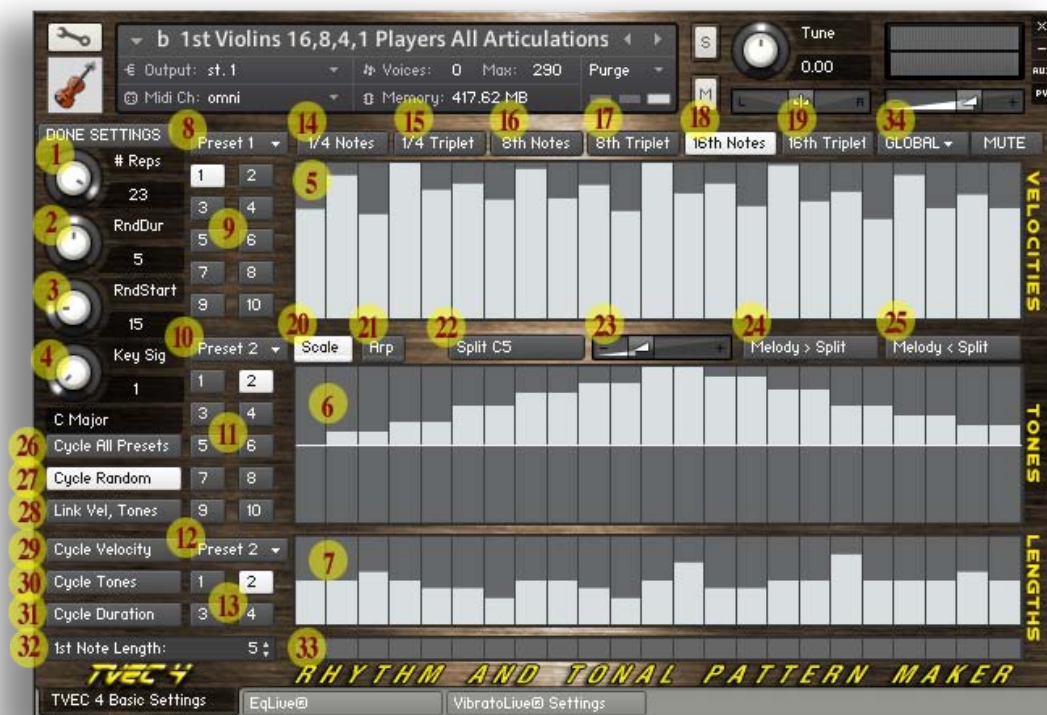 b 1st Violins 16,8,4,1 Players All Articulations
S
Tune
0.00
Output: st.1
Voices: 0 Max: 290
Purge
Midi Ch: omni
Memory: 417.62 MB
M
L
R
AUX
PV
DONE SETTINGS
8
Preset 1
14
1/4 Notes
15
1/4 Triplet
16
8th Notes
17
8th Triplet
18
16th Notes
19
16th Triplet
34
GLOBAL
MUTE
1
# Reps
23
2
RndDur
5
3
RndStart
15
4
Key Sig
1
C Major
1 2
3 4
5 6
7 8
9 10
9
5
VELOCITIES
10
Preset 2
20
Scale
21
Arp
22
Split C5
23
24
Melody > Split
25
Melody < Split
1 2
3 4
5 6
7 8
9 10
11
6
TONES
26
Cycle All Presets
27
Cycle Random
28
Link Vel, Tones
29
Cycle Velocity
12
Preset 2
30
Cycle Tones
1 2
31
Cycle Duration
3 4
13
7
LENGTHS
32
1st Note Length: 5
33
TVEC 4
RHYTHM AND TONAL PATTERN MAKER
TVEC 4 Basic Settings
EqLive®
VibratoLive® Settings